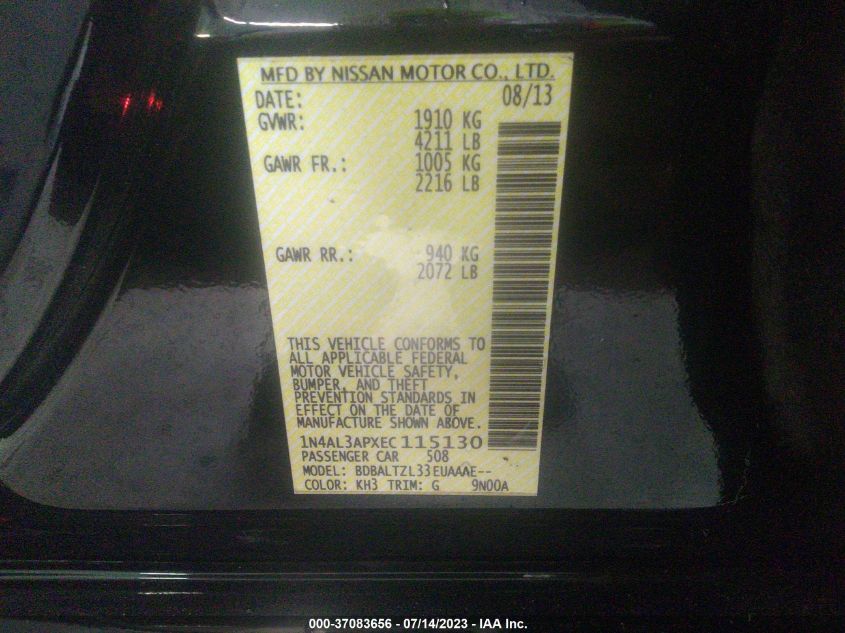 MFD BY NISSAN MOTOR CO., LTD.
DATE: 08/13
GVWR: 1910 KG
4211 LB
GAWR FR.: 1005 KG
2216 LB
GAWR RR.: 940 KG
2072 LB
THIS VEHICLE CONFORMS TO
ALL APPLICABLE FEDERAL
MOTOR VEHICLE SAFETY,
BUMPER, AND THEFT
PREVENTION STANDARDS IN
EFFECT ON THE DATE OF
MANUFACTURE SHOWN ABOVE.
1N4AL3APXEC115130
PASSENGER CAR 508
MODEL: BDBALTZL33EUAAAE--
COLOR: KH3 TRIM: G 9N00A
000-37083656 / 07/14/2023 - IAA Inc.